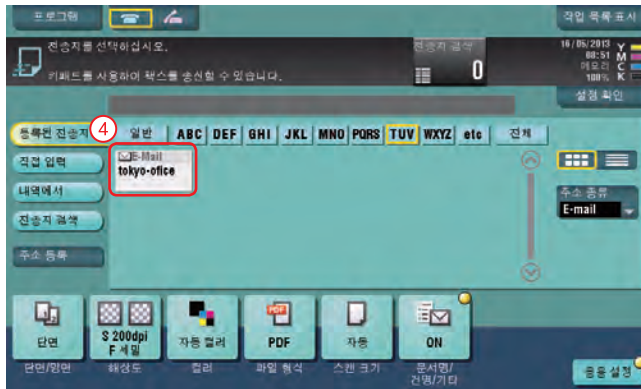 프로그램
작업 목록 표시
전송지를 선택하십시오.
키패드를 사용하여 팩스를 송신할 수 있습니다.
전송지 검색
0
16/05/2013
08:51
메모리
100%
Y
M
C
K
설정 확인
등록된 전송지
4
일반
ABC
DEF
GHI
JKL
MNO
PQRS
TUV
WXYZ
etc
전체
직접 입력
내역에서
전송지 검색
주소 등록
E-Mail
tokyo-ofice
주소 종류
E-mail
단면
S 200dpi
F 세밀
자동 컬러
PDF
PDF
자동
ON
단면/양면
해상도
컬러
파일 형식
스캔 크기
문서명/
건명/기타
응용 설정